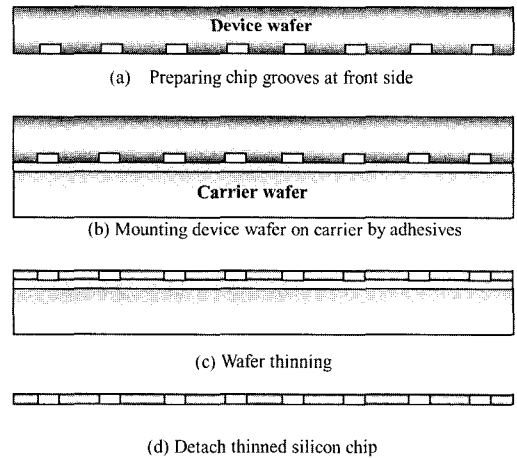 Device wafer
(a) Preparing chip grooves at front side
Carrier wafer
(b) Mounting device wafer on carrier by adhesives
(c) Wafer thinning
(d) Detach thinned silicon chip